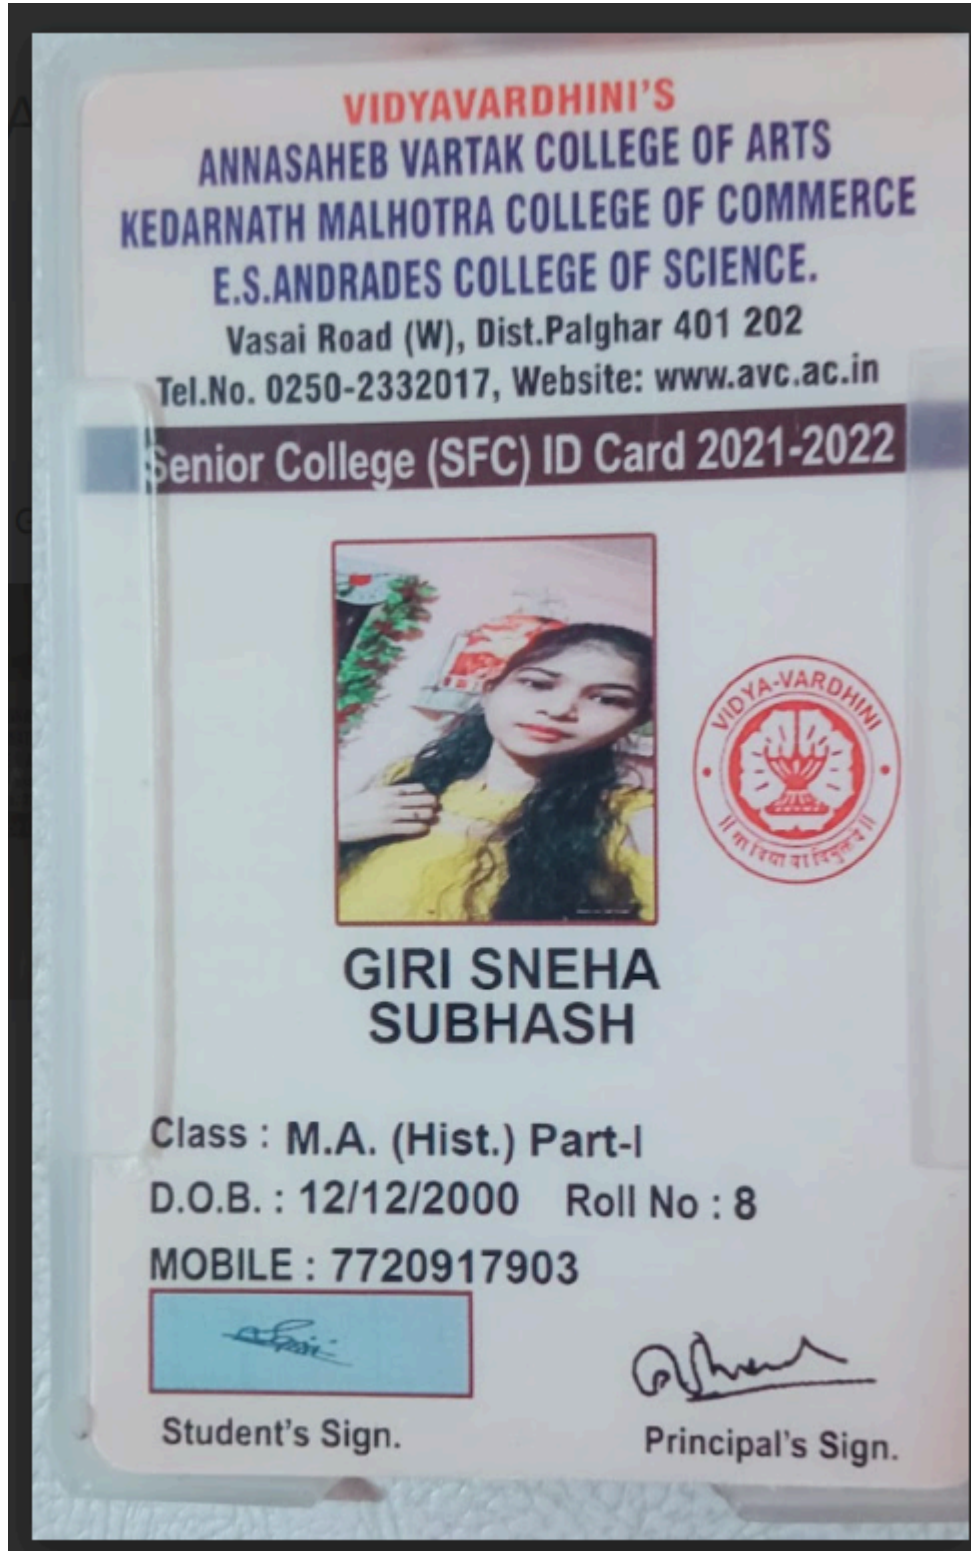 VIDYAVARDHINI'S
ANNASAHEB VARTAK COLLEGE OF ARTS
KEDARNATH MALHOTRA COLLEGE OF COMMERCE
E.S.ANDRADES COLLEGE OF SCIENCE.
Vasai Road (W), Dist.Palghar 401 202
Tel.No. 0250-2332017, Website: www.avc.ac.in
Senior College (SFC) ID Card 2021-2022
VIDYA-VARDHINI
GIRI SNEHA
SUBHASH
Class : M.A. (Hist.) Part-I
D.O.B. : 12/12/2000 Roll No : 8
MOBILE : 7720917903
Student's Sign.
Principal's Sign.